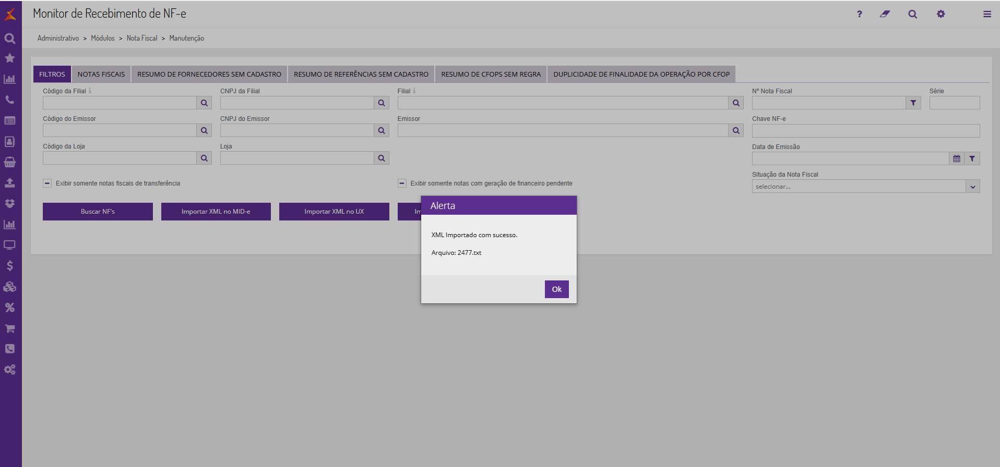 Monitor de Recebimento de NF-e
Administrativo > Módulos > Nota Fiscal > Manutenção
FILTROS NOTAS FISCAIS RESUMO DE FORNECEDORES SEM CADASTRO RESUMO DE REFERÊNCIAS SEM CADASTRO RESUMO DE CFOPS SEM REGRA DUPLICIDADE DE FINALIDADE DA OPERAÇÃO POR CFOP
Código da Filial CNPJ da Filial Filial Nº Nota Fiscal Série
Código do Emissor CNPJ do Emissor Emissor Chave NF-e
Código da Loja Loja Data de Emissão
Situação da Nota Fiscal
Exibir somente notas fiscais de transferência Exibir somente notas com geração de financeiro pendente selecionar...
Buscar NF's Importar XML no MID-e Importar XML no UX
Alerta
XML Importado com sucesso.
Arquivo: 2477.txt
Ok